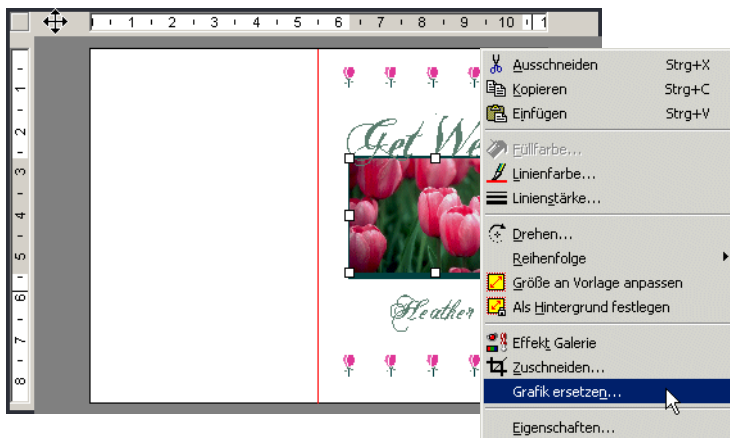 1 2 3 4 5 6 7 8 9 10 1
1
2
3
4
5
6
7
8
Get We
Heather
Ausschneiden Strg+X
Kopieren Strg+C
Einfügen Strg+V
Füllfarbe...
Linienfarbe...
Linienstärke...
Drehen...
Reihenfolge
Größe an Vorlage anpassen
Als Hintergrund festlegen
Effekt Galerie
Zuschneiden...
Grafik ersetzen...
Eigenschaften...